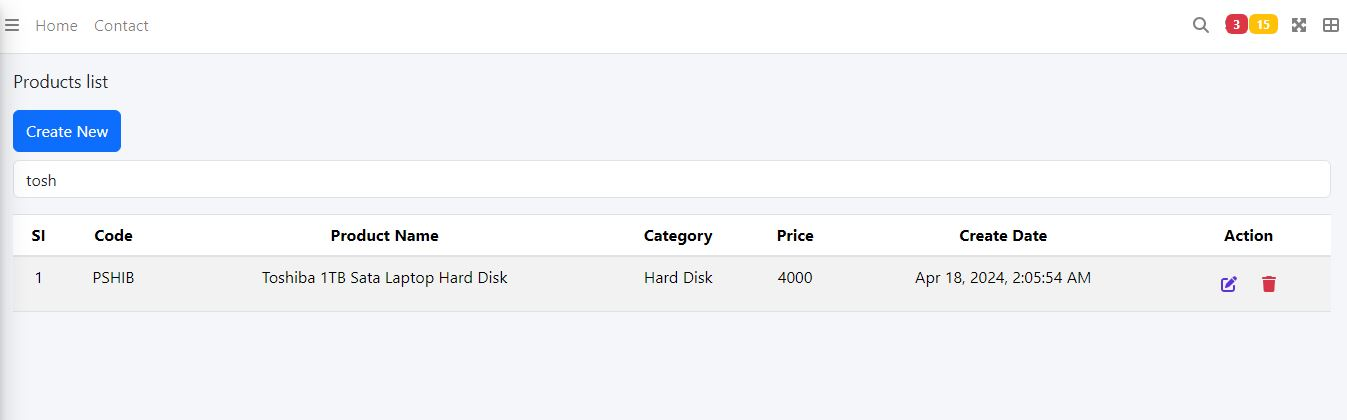 Home Contact 3 15
Products list
Create New
tosh
SI Code Product Name Category Price Create Date Action
1 PSHIB Toshiba 1TB Sata Laptop Hard Disk Hard Disk 4000 Apr 18, 2024, 2:05:54 AM